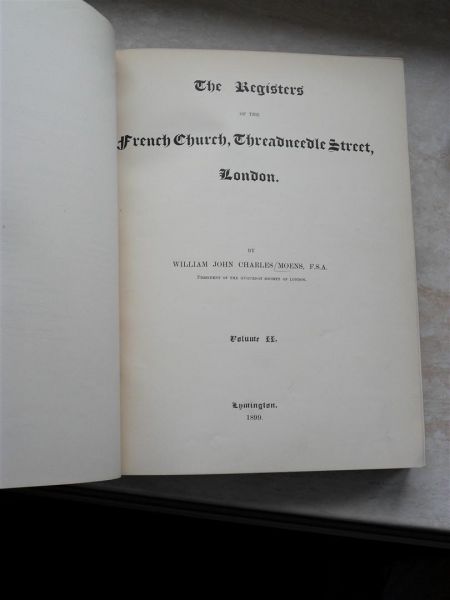 The Registers
OF THE
French Church, Threadneedle Street,
London.
BY
WILLIAM JOHN CHARLES MOENS, F.S.A.
PRESIDENT OF THE HUGUENOT SOCIETY OF LONDON.
Volume II.
Lymington.
1899.